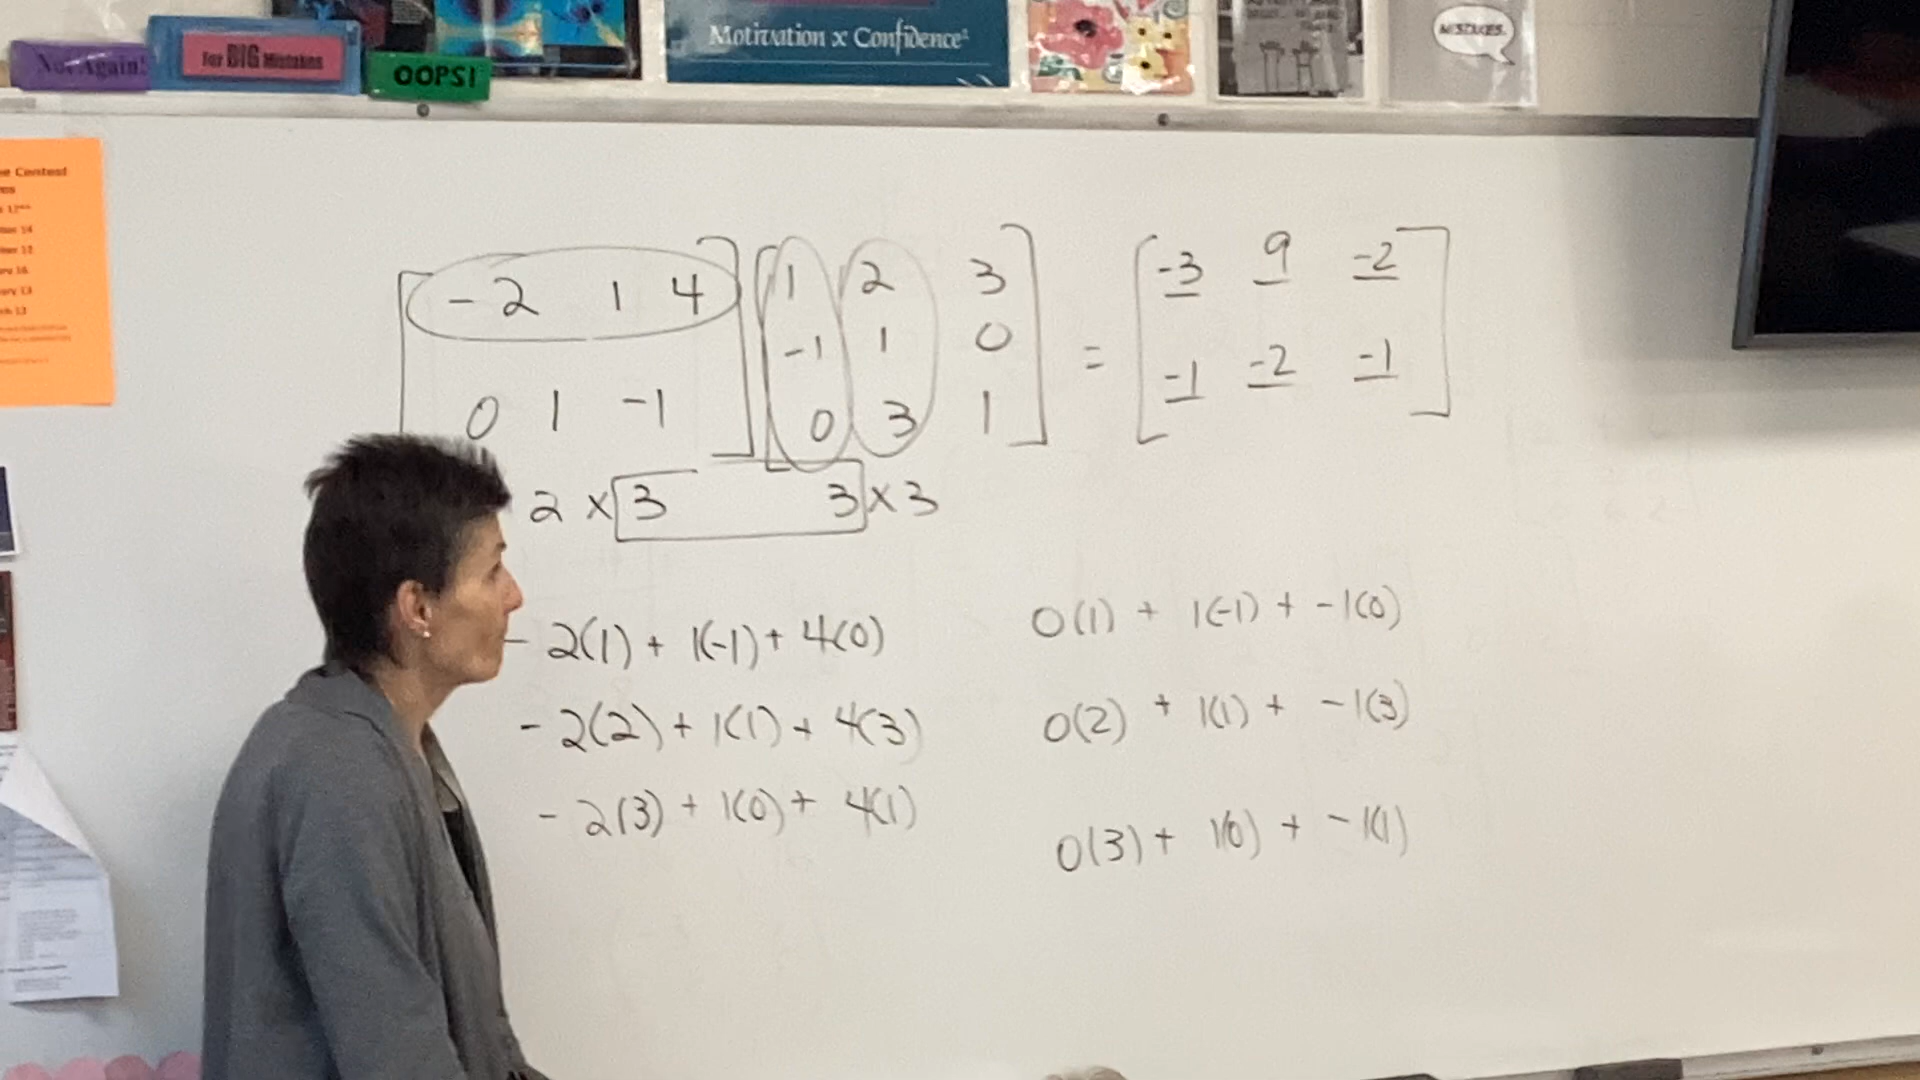 Not Again!
For BIG Mistakes
OOPS!
Motivation x Confidence²
MISTAKES.
e Contest
-2 1 4
0 1 -1
1 2 3
-1 1 0
0 3 1
=
-3 9 -2
-1 -2 -1
2 x 3 3 x 3
-2(1) + 1(-1) + 4(0)
-2(2) + 1(1) + 4(3)
-2(3) + 1(0) + 4(1)
0(1) + 1(-1) + -1(0)
0(2) + 1(1) + -1(3)
0(3) + 1(0) + -1(1)